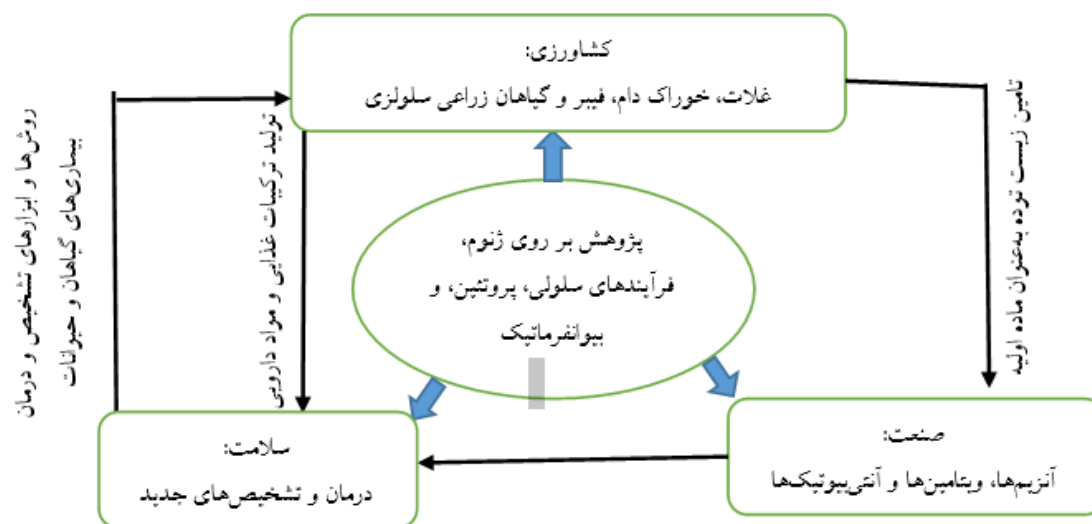 کشاورزی:
غلات، خوراک دام، فیبر و گیاهان زراعی سلولزی
تامین زیست توده به‌عنوان ماده اولیه
تولید ترکیبات غذایی و مواد دارویی
روش‌ها و ابزارهای تشخیص و درمان
بیماری‌های گیاهان و حیوانات
پژوهش بر روی ژنوم،
فرآیندهای سلولی، پروتئین، و
بیوانفرماتیک
صنعت:
آنزیم‌ها، ویتامین‌ها و آنتی‌بیوتیک‌ها
سلامت:
درمان و تشخیص‌های جدید